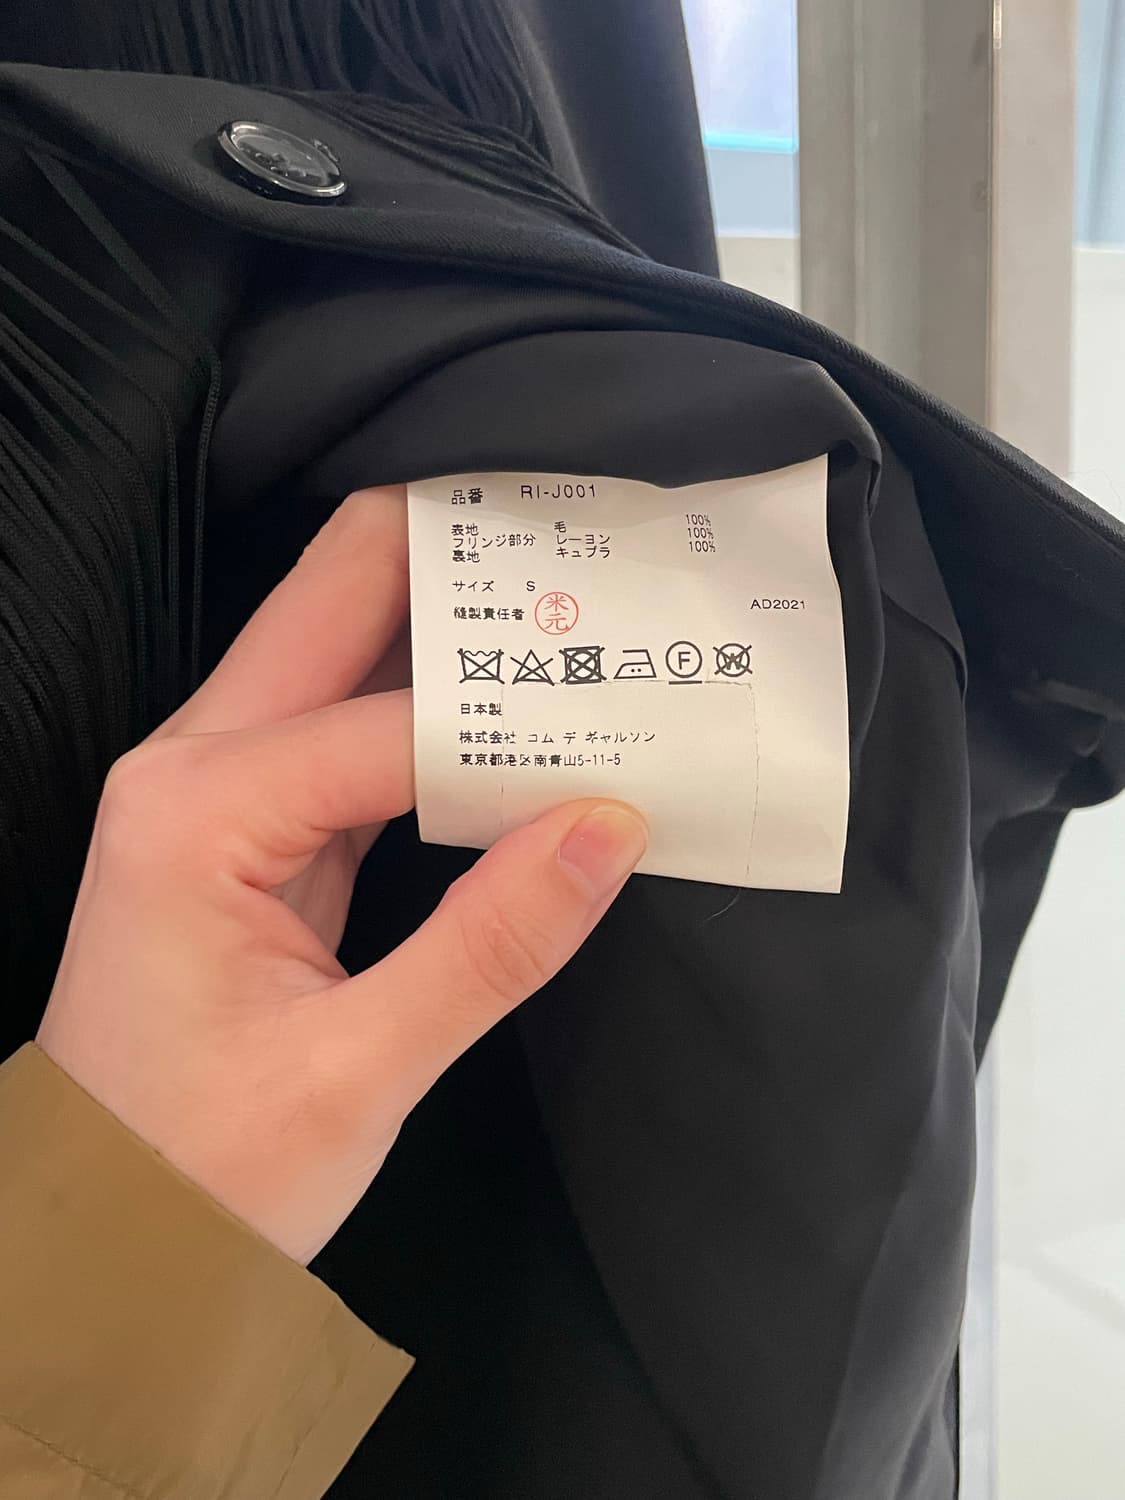 品番 RI-J001
表地 毛 100%
フリンジ部分 レーヨン 100%
裏地 キュプラ 100%
サイズ S
縫製責任者 米元 AD2021
F W
日本製
株式会社 コム デ ギャルソン
東京都港区南青山5-11-5